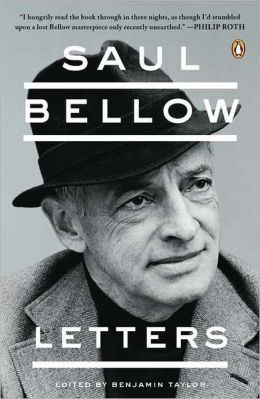 "I hungrily read the book through in three nights, as though I'd stumbled
upon a lost Bellow masterpiece only recently unearthed." —PHILIP ROTH
SAUL
BELLOW
LETTERS
EDITED BY BENJAMIN TAYLOR